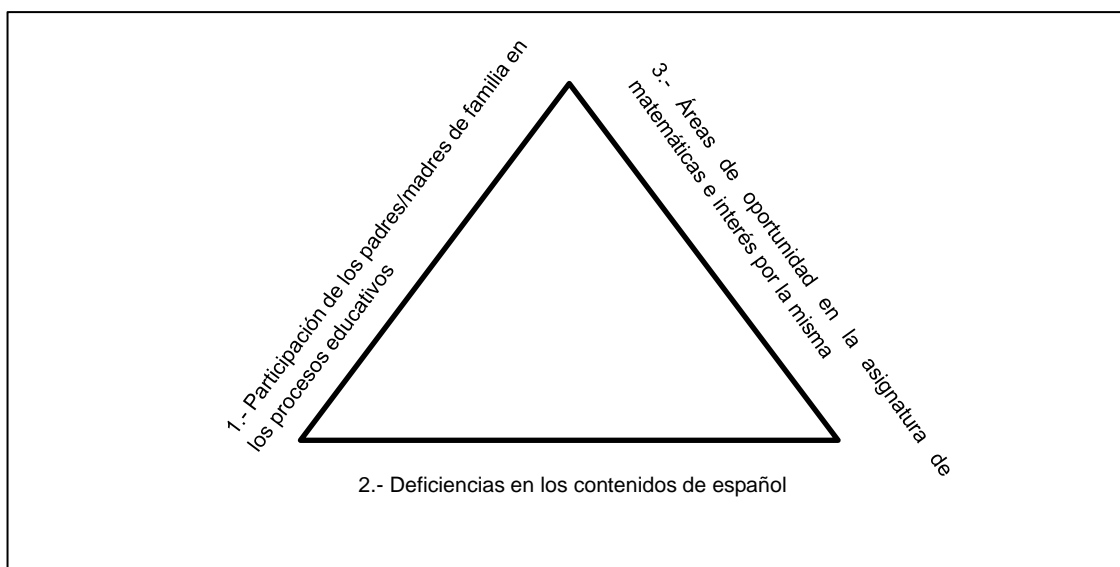 1.- Participación de los padres/madres de familia en
los procesos educativos
2.- Deficiencias en los contenidos de español
3.- Áreas de oportunidad en la asignatura de
matemáticas e interés por la misma